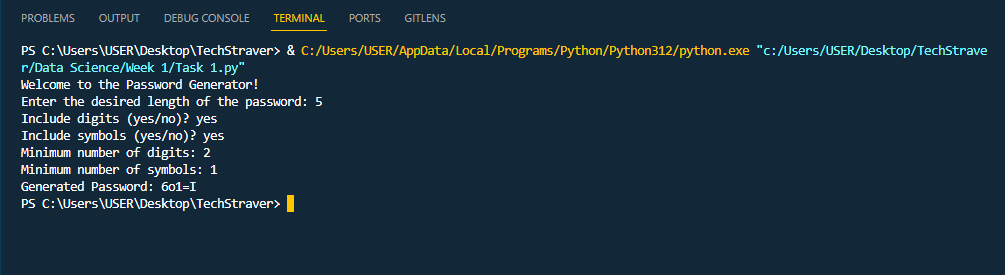 PROBLEMS OUTPUT DEBUG CONSOLE TERMINAL PORTS GITLENS
PS C:\Users\USER\Desktop\TechStraver> & C:/Users/USER/AppData/Local/Programs/Python/Python312/python.exe "c:/Users/USER/Desktop/TechStrave
r/Data Science/Week 1/Task 1.py"
Welcome to the Password Generator!
Enter the desired length of the password: 5
Include digits (yes/no)? yes
Include symbols (yes/no)? yes
Minimum number of digits: 2
Minimum number of symbols: 1
Generated Password: 6o1=I
PS C:\Users\USER\Desktop\TechStraver>